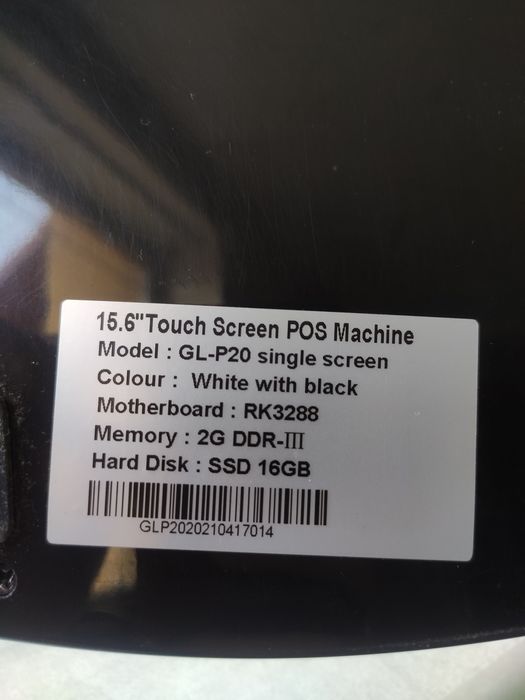 15.6"Touch Screen POS Machine
Model : GL-P20 single screen
Colour : White with black
Motherboard : RK3288
Memory : 2G DDR-III
Hard Disk : SSD 16GB
GLP2020210417014